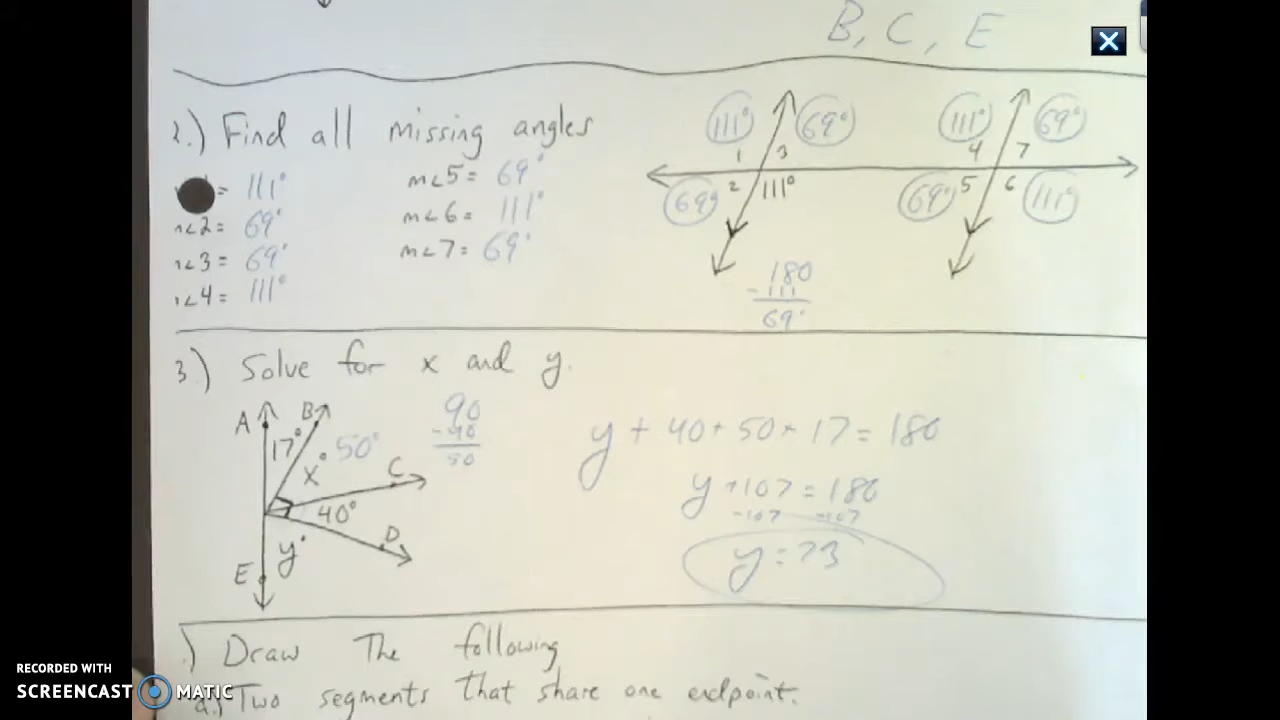 B, C, E
2.) Find all missing angles
= 111°
m<2 = 69°
m<3 = 69°
m<4 = 111°
m<5 = 69°
m<6 = 111°
m<7 = 69°
111° 69° 111° 69°
1 3 4 7
2 111° 5 6
69° 69° 111°
180
- 111
69°
3.) Solve for x and y.
A B
17° 50°
x°
C
40°
D
y°
E
90
- 40
50
y + 40 + 50 + 17 = 180
y + 107 = 180
-107 -107
y = 73
.) Draw The following
a.) Two segments that share one endpoint.
RECORDED WITH
SCREENCAST MATIC